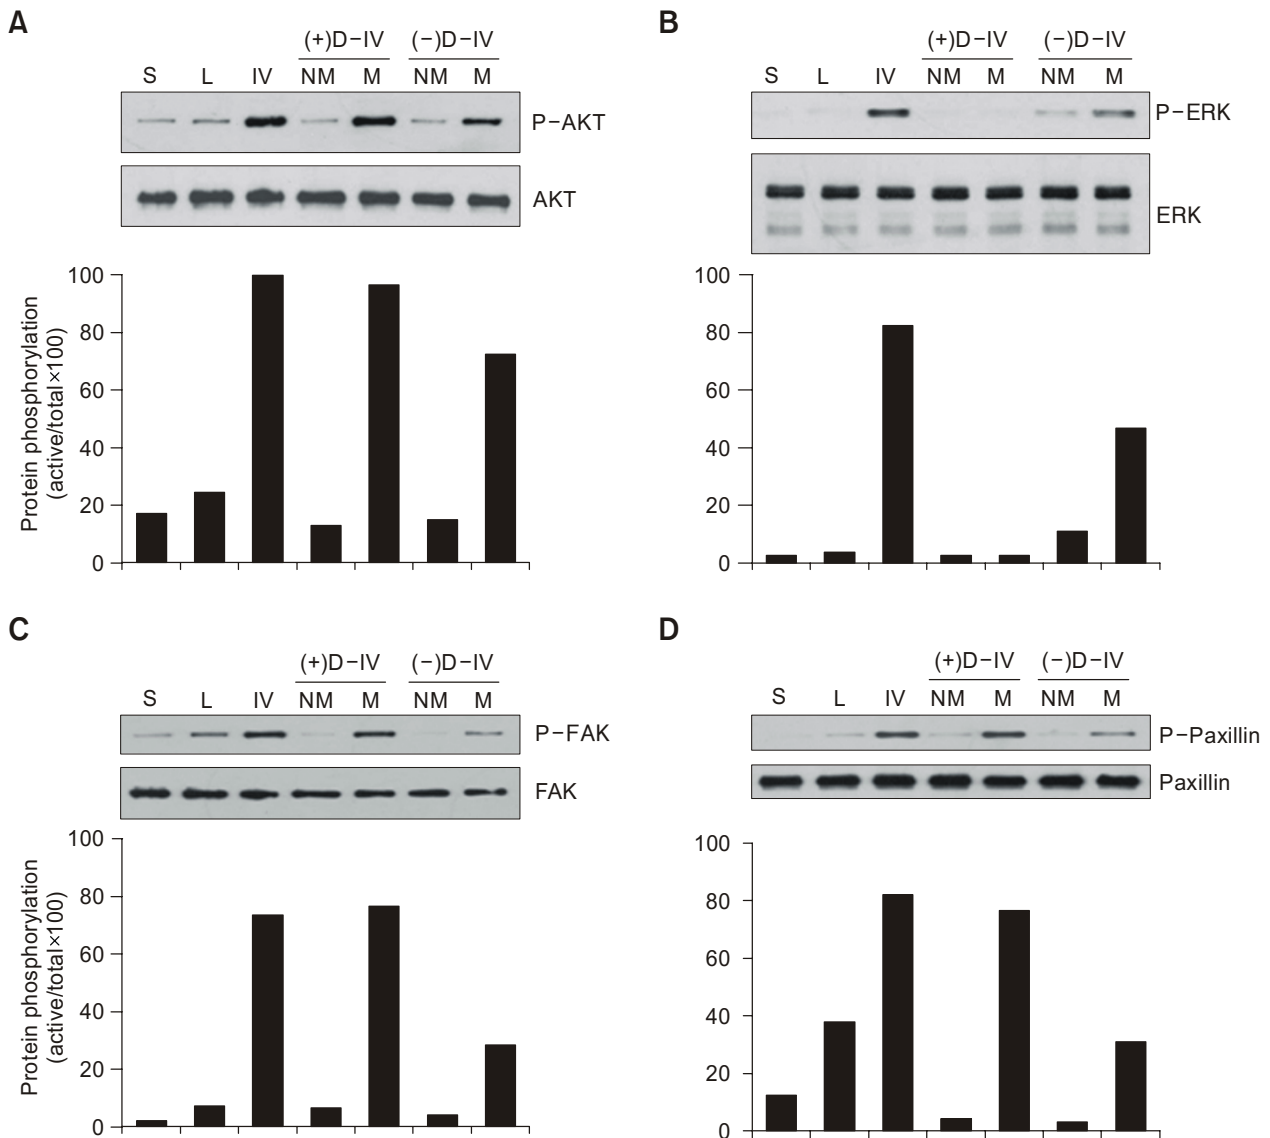 A
(+)D−IV (−)D−IV
S L IV NM M NM M
P−AKT
AKT
Protein phosphorylation
(active/total×100)
100
80
60
40
20
0
B
(+)D−IV (−)D−IV
S L IV NM M NM M
P−ERK
ERK
100
80
60
40
20
0
C
(+)D−IV (−)D−IV
S L IV NM M NM M
P−FAK
FAK
Protein phosphorylation
(active/total×100)
100
80
60
40
20
0
D
(+)D−IV (−)D−IV
S L IV NM M NM M
P−Paxillin
Paxillin
100
80
60
40
20
0